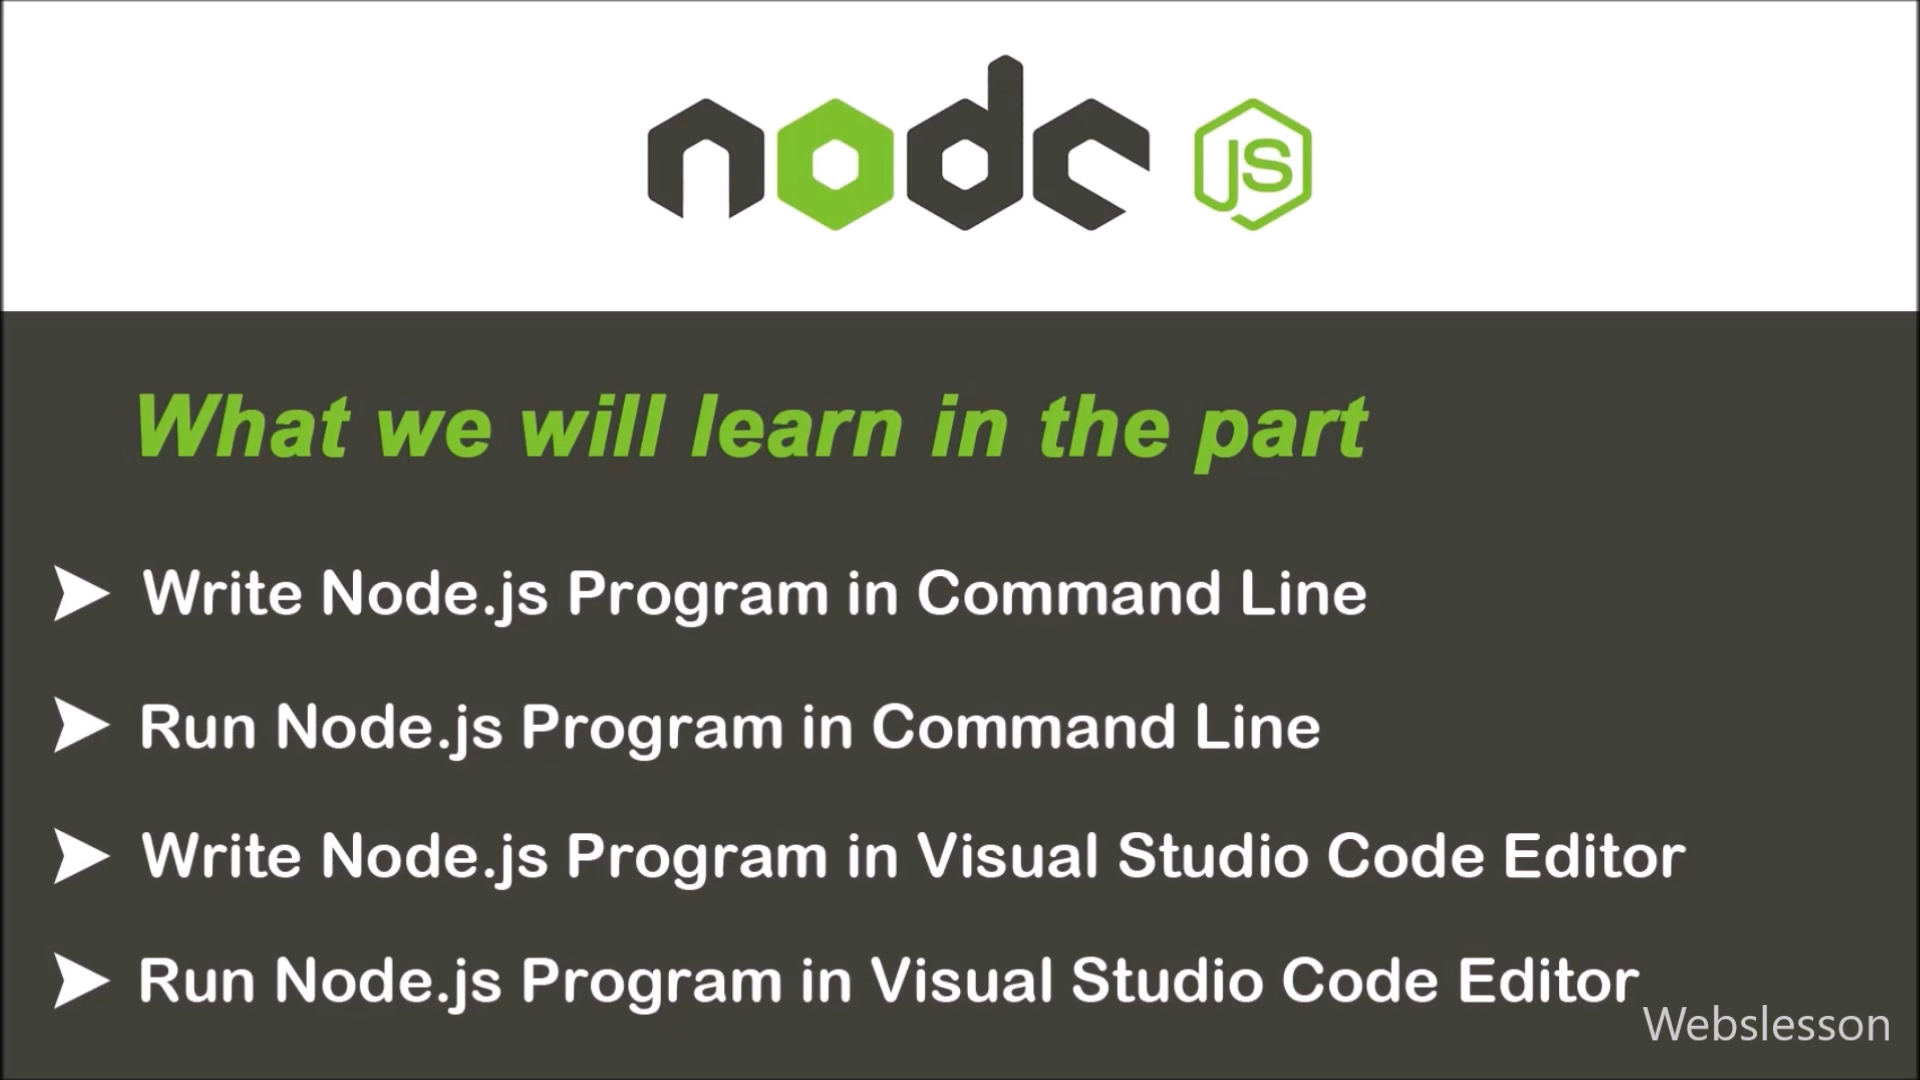 node JS
What we will learn in the part
Write Node.js Program in Command Line
Run Node.js Program in Command Line
Write Node.js Program in Visual Studio Code Editor
Run Node.js Program in Visual Studio Code Editor
Webslesson